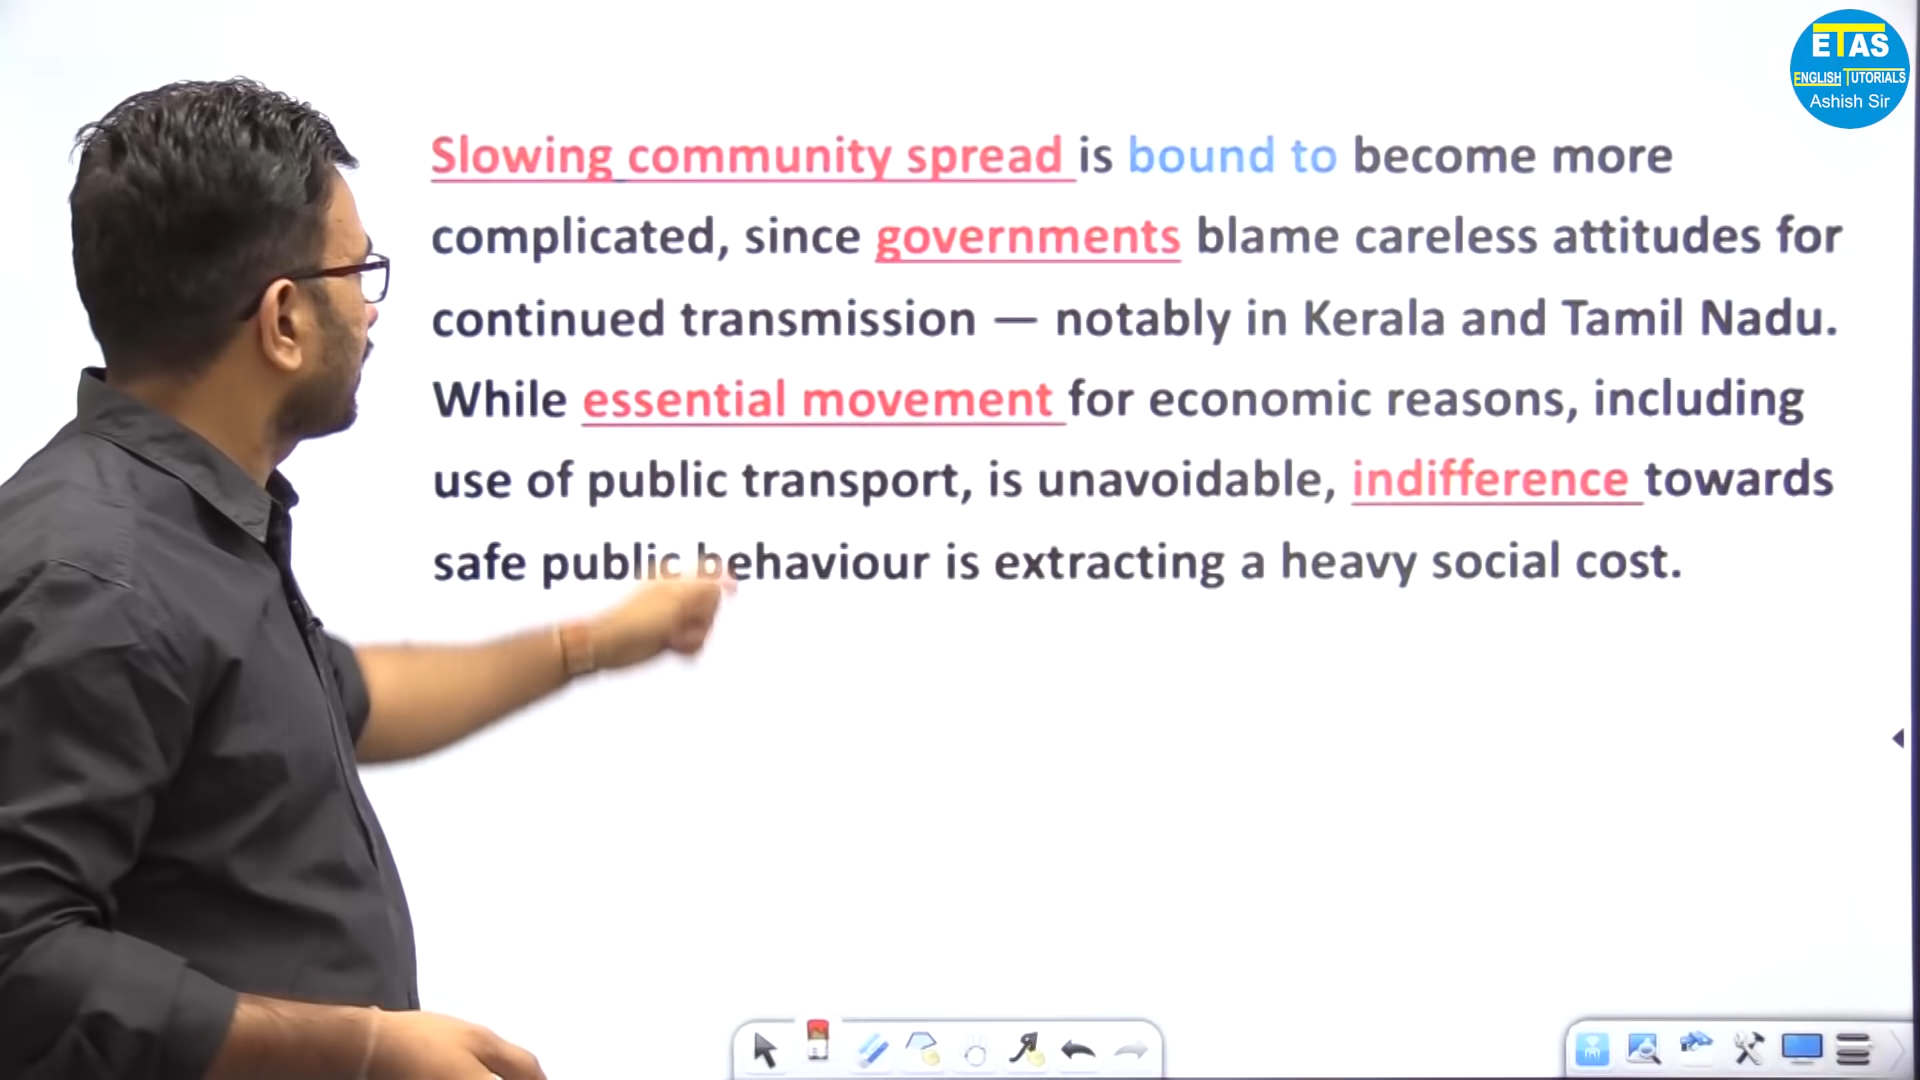 ETAS
ENGLISH TUTORIALS
Ashish Sir
Slowing community spread is bound to become more
complicated, since governments blame careless attitudes for
continued transmission — notably in Kerala and Tamil Nadu.
While essential movement for economic reasons, including
use of public transport, is unavoidable, indifference towards
safe public behaviour is extracting a heavy social cost.